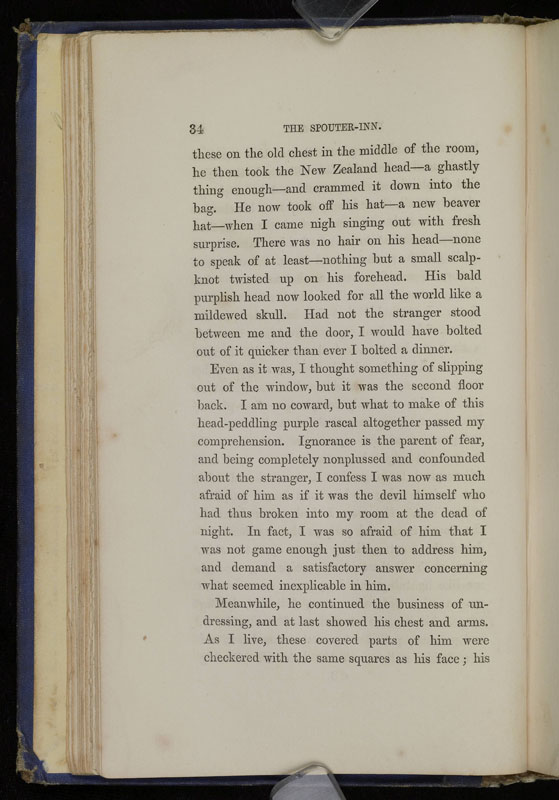 34 THE SPOUTER-INN.
these on the old chest in the middle of the room,
he then took the New Zealand head—a ghastly
thing enough—and crammed it down into the
bag. He now took off his hat—a new beaver
hat—when I came nigh singing out with fresh
surprise. There was no hair on his head—none
to speak of at least—nothing but a small scalp-
knot twisted up on his forehead. His bald
purplish head now looked for all the world like a
mildewed skull. Had not the stranger stood
between me and the door, I would have bolted
out of it quicker than ever I bolted a dinner.
Even as it was, I thought something of slipping
out of the window, but it was the second floor
back. I am no coward, but what to make of this
head-peddling purple rascal altogether passed my
comprehension. Ignorance is the parent of fear,
and being completely nonplussed and confounded
about the stranger, I confess I was now as much
afraid of him as if it was the devil himself who
had thus broken into my room at the dead of
night. In fact, I was so afraid of him that I
was not game enough just then to address him,
and demand a satisfactory answer concerning
what seemed inexplicable in him.
Meanwhile, he continued the business of un-
dressing, and at last showed his chest and arms.
As I live, these covered parts of him were
checkered with the same squares as his face; his